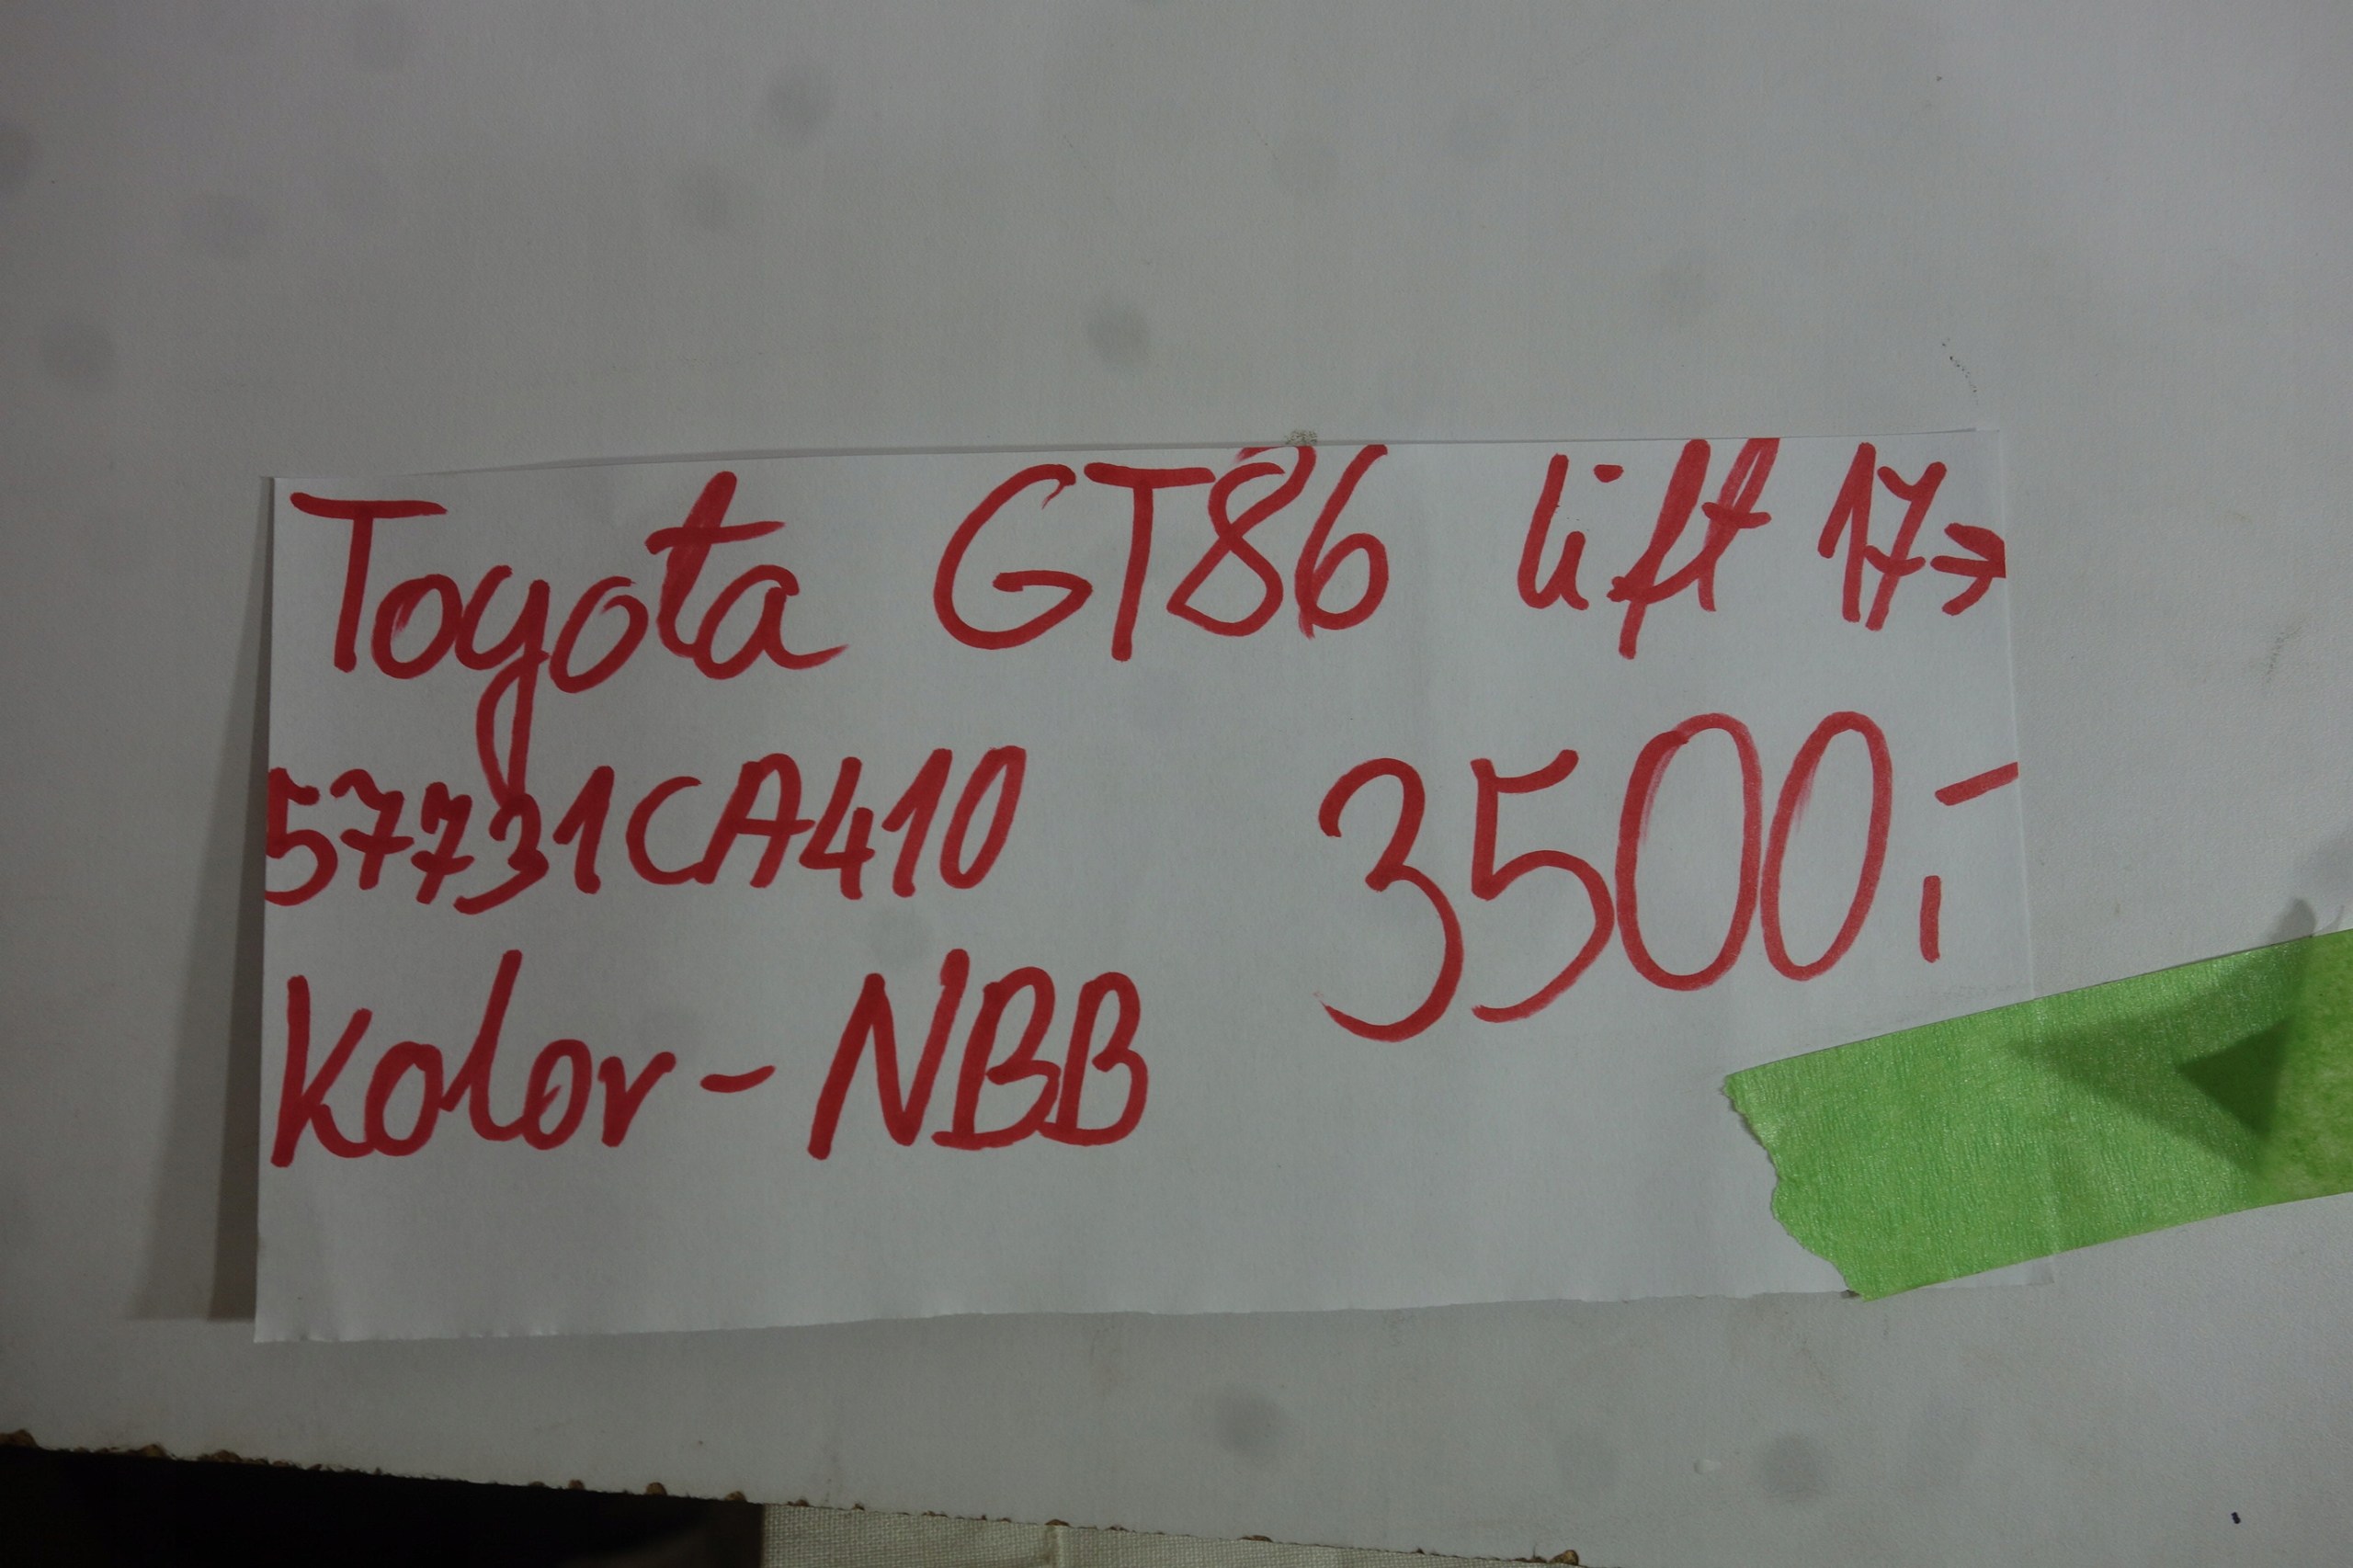 Toyota GT86 lift 17→
57731CA410 3500,-
Kolor - NBB